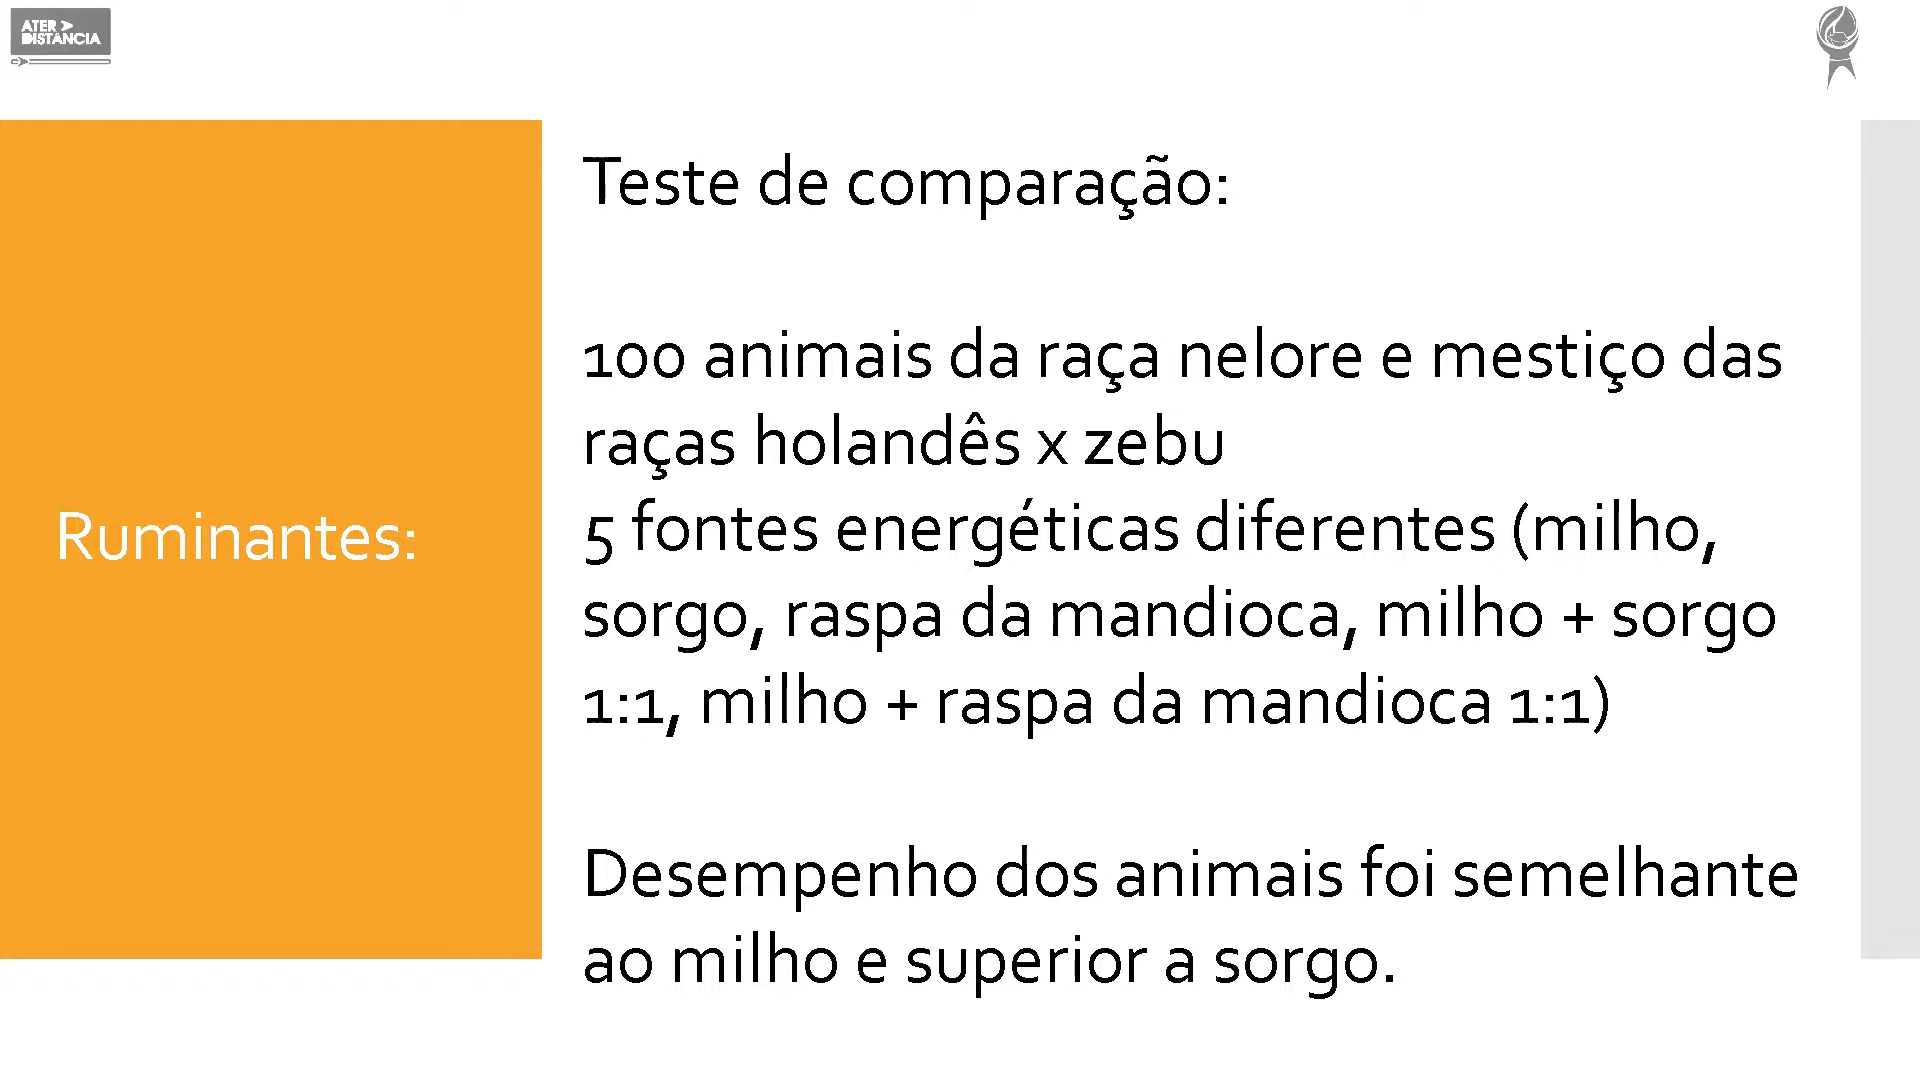 ATER >
DISTÂNCIA
Ruminantes:
Teste de comparação:
100 animais da raça nelore e mestiço das
raças holandês x zebu
5 fontes energéticas diferentes (milho,
sorgo, raspa da mandioca, milho + sorgo
1:1, milho + raspa da mandioca 1:1)
Desempenho dos animais foi semelhante
ao milho e superior a sorgo.